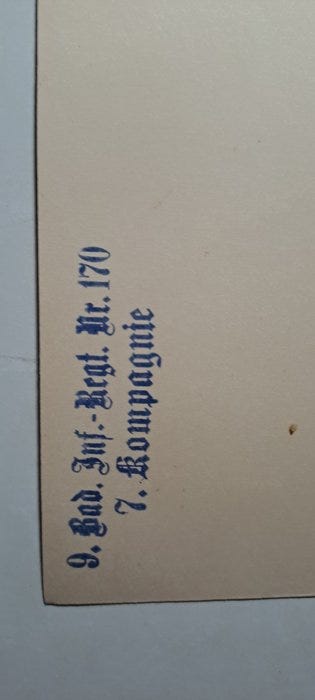 9. Bad. Inf.-Regt. Nr. 170
7. Kompagnie